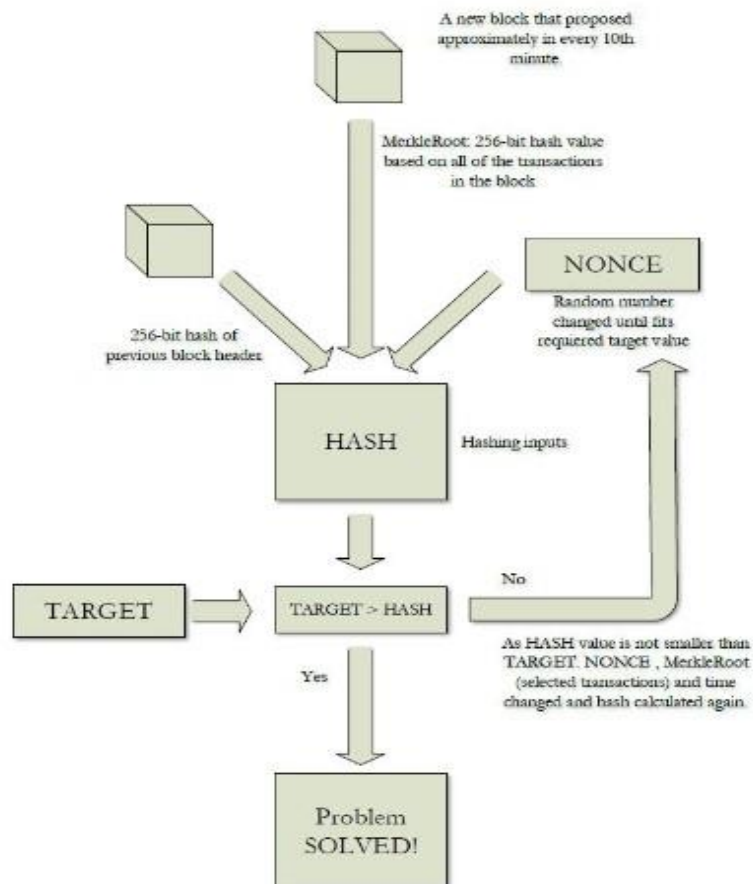 A new block that proposed
approximately in every 10th
minute.
MerkleRoot: 256-bit hash value
based on all of the transactions
in the block
256-bit hash of
previous block header
NONCE
Random number
changed until fits
requiered target value
HASH
Hashing inputs
TARGET
TARGET > HASH
No
As HASH value is not smaller than
TARGET. NONCE , MerkleRoot
(selected transactions) and time
changed and hash calculated again.
Yes
Problem
SOLVED!